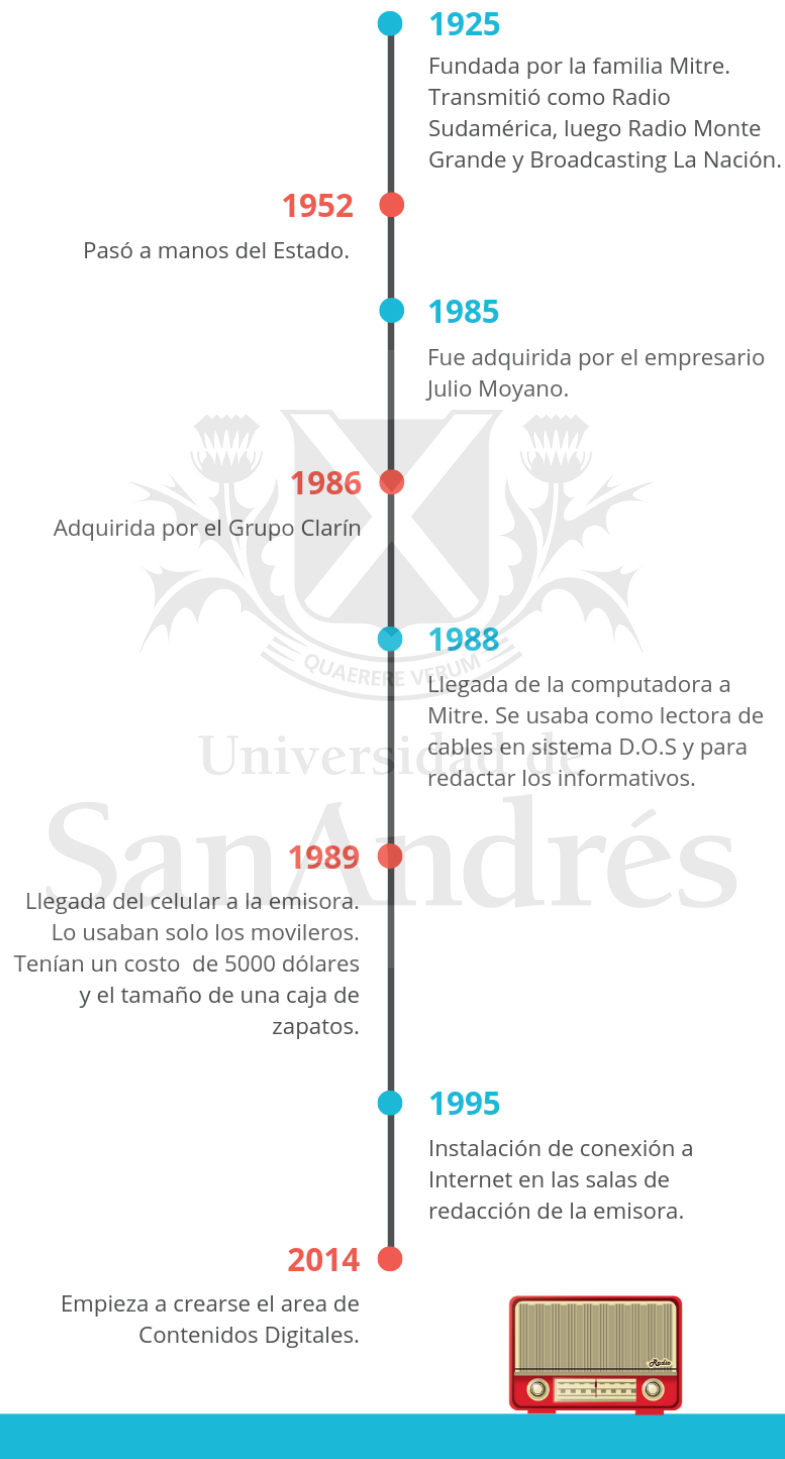 1925
Fundada por la familia Mitre.
Transmitió como Radio
Sudamérica, luego Radio Monte
Grande y Broadcasting La Nación.
1952
Pasó a manos del Estado.
1985
Fue adquirida por el empresario
Julio Moyano.
1986
Adquirida por el Grupo Clarín
1988
Llegada de la computadora a
Mitre. Se usaba como lectora de
cables en sistema D.O.S y para
redactar los informativos.
QUAERERE VERUM
Universidad de
SanAndrés
1989
Llegada del celular a la emisora.
Lo usaban solo los movileros.
Tenían un costo de 5000 dólares
y el tamaño de una caja de
zapatos.
1995
Instalación de conexión a
Internet en las salas de
redacción de la emisora.
2014
Empieza a crearse el area de
Contenidos Digitales.
Radio